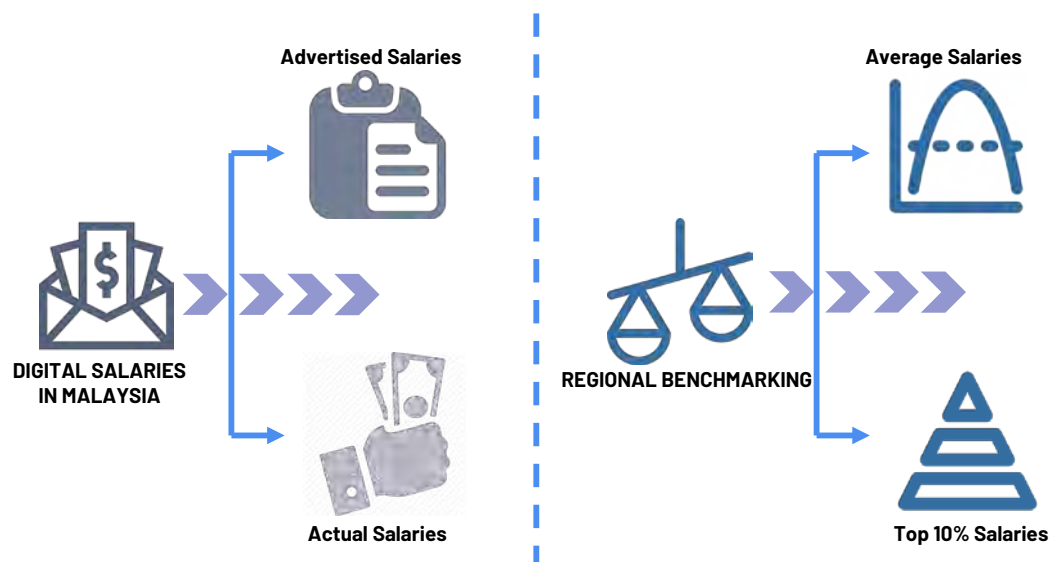 Advertised Salaries
DIGITAL SALARIES
IN MALAYSIA
Actual Salaries
Average Salaries
REGIONAL BENCHMARKING
Top 10% Salaries